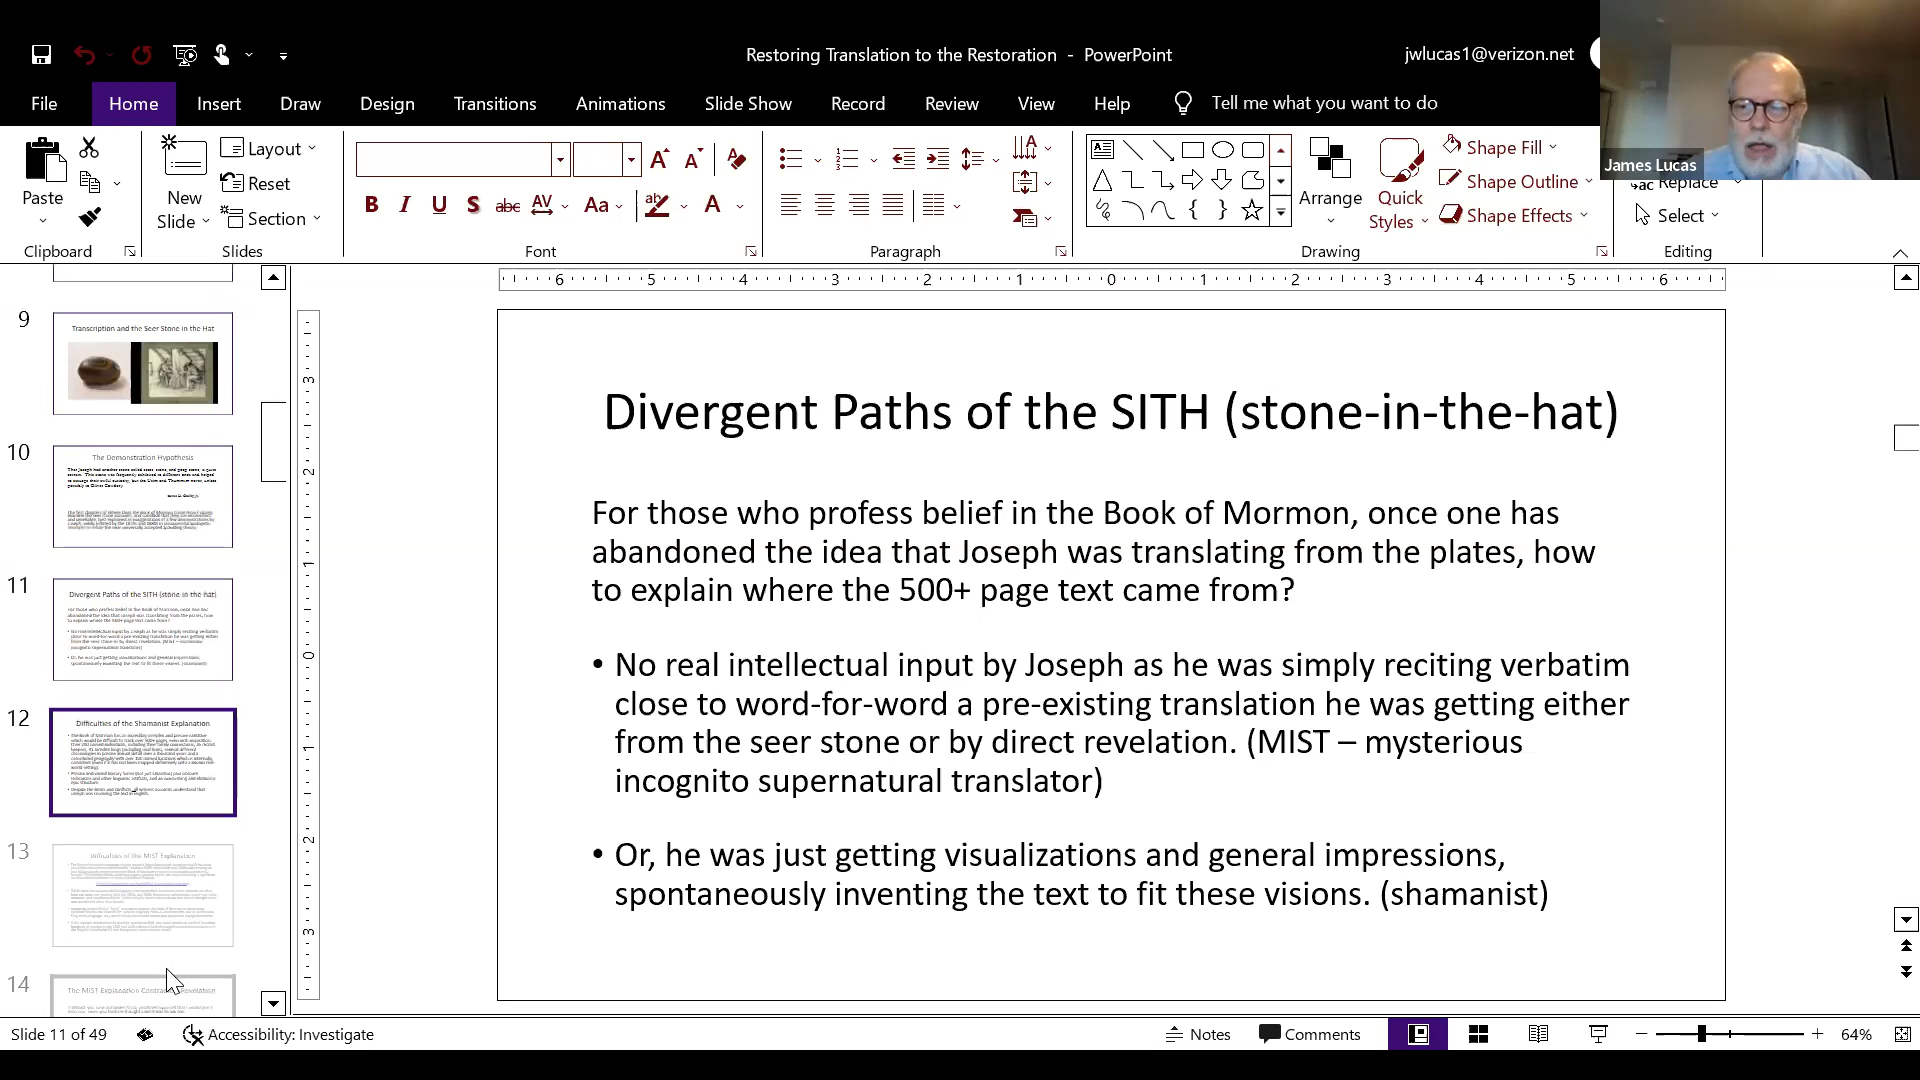 Restoring Translation to the Restoration - PowerPoint
jwlucas1@verizon.net
File Home Insert Draw Design Transitions Animations Slide Show Record Review View Help Tell me what you want to do
Paste
Clipboard
New Slide
Layout
Reset
Section
Slides
Font
Paragraph
Arrange
Quick Styles
Shape Fill
Shape Outline
Shape Effects
Drawing
Replace
Select
Editing
James Lucas
9
Transcription and the Seer Stone in the Hat
10
The Demonstration Hypothesis
11
Divergent Paths of the SITH (stone in the hat)
12
Difficulties of the Shamanist Explanation
13
Difficulties of the MIST Explanation
14
The MIST Explanation
Divergent Paths of the SITH (stone-in-the-hat)
For those who profess belief in the Book of Mormon, once one has
abandoned the idea that Joseph was translating from the plates, how
to explain where the 500+ page text came from?
• No real intellectual input by Joseph as he was simply reciting verbatim
close to word-for-word a pre-existing translation he was getting either
from the seer stone or by direct revelation. (MIST – mysterious
incognito supernatural translator)
• Or, he was just getting visualizations and general impressions,
spontaneously inventing the text to fit these visions. (shamanist)
Slide 11 of 49
Accessibility: Investigate
Notes
Comments
64%